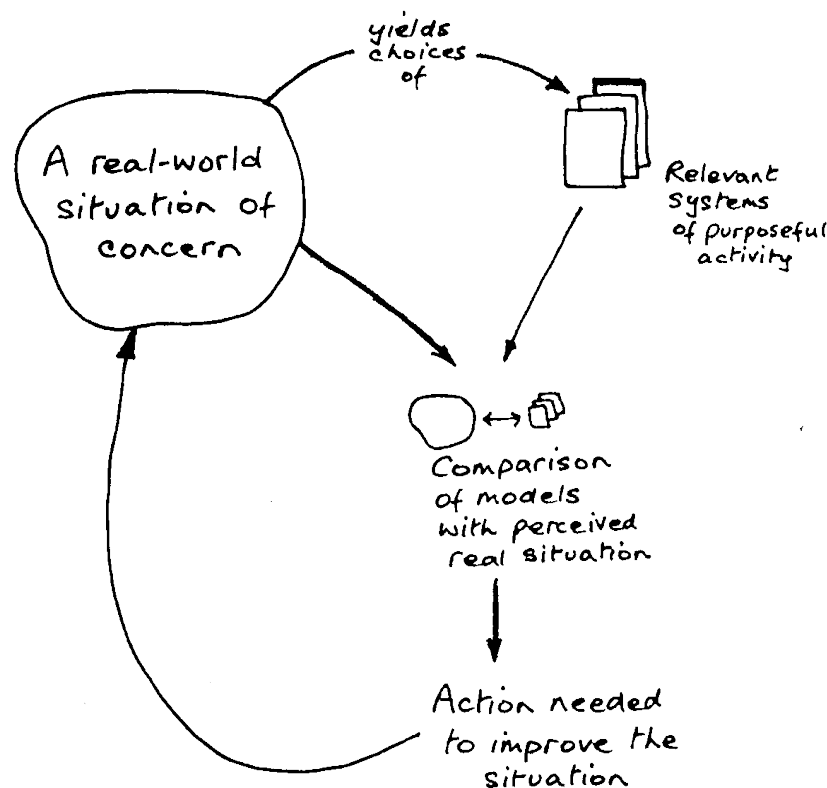 yields
choices
of
A real-world
situation of
concern
Relevant
systems
of purposeful
activity
Comparison
of models
with perceived
real situation
Action needed
to improve the
situation